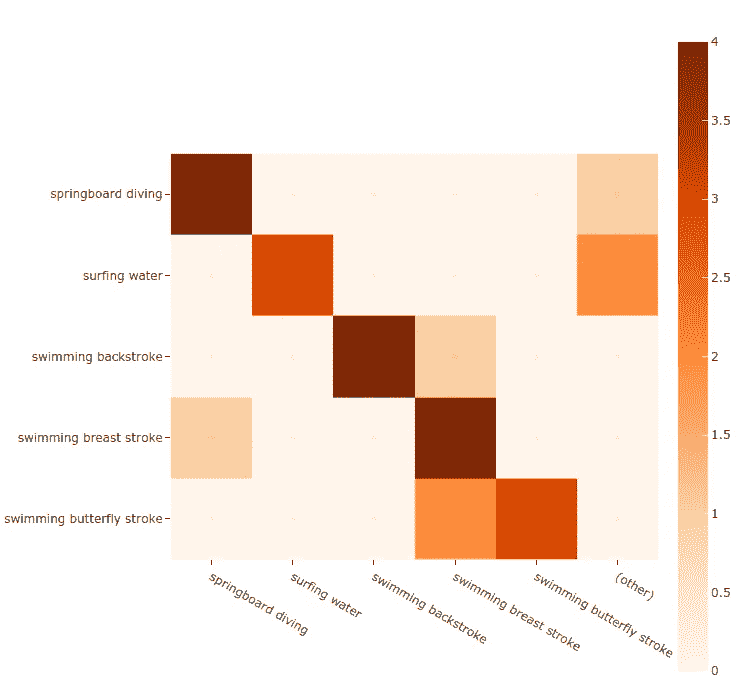 4
3.5
3
2.5
2
1.5
1
0.5
0
springboard diving
surfing water
swimming backstroke
swimming breast stroke
swimming butterfly stroke
springboard diving
surfing water
swimming backstroke
swimming breast stroke
swimming butterfly stroke
(other)